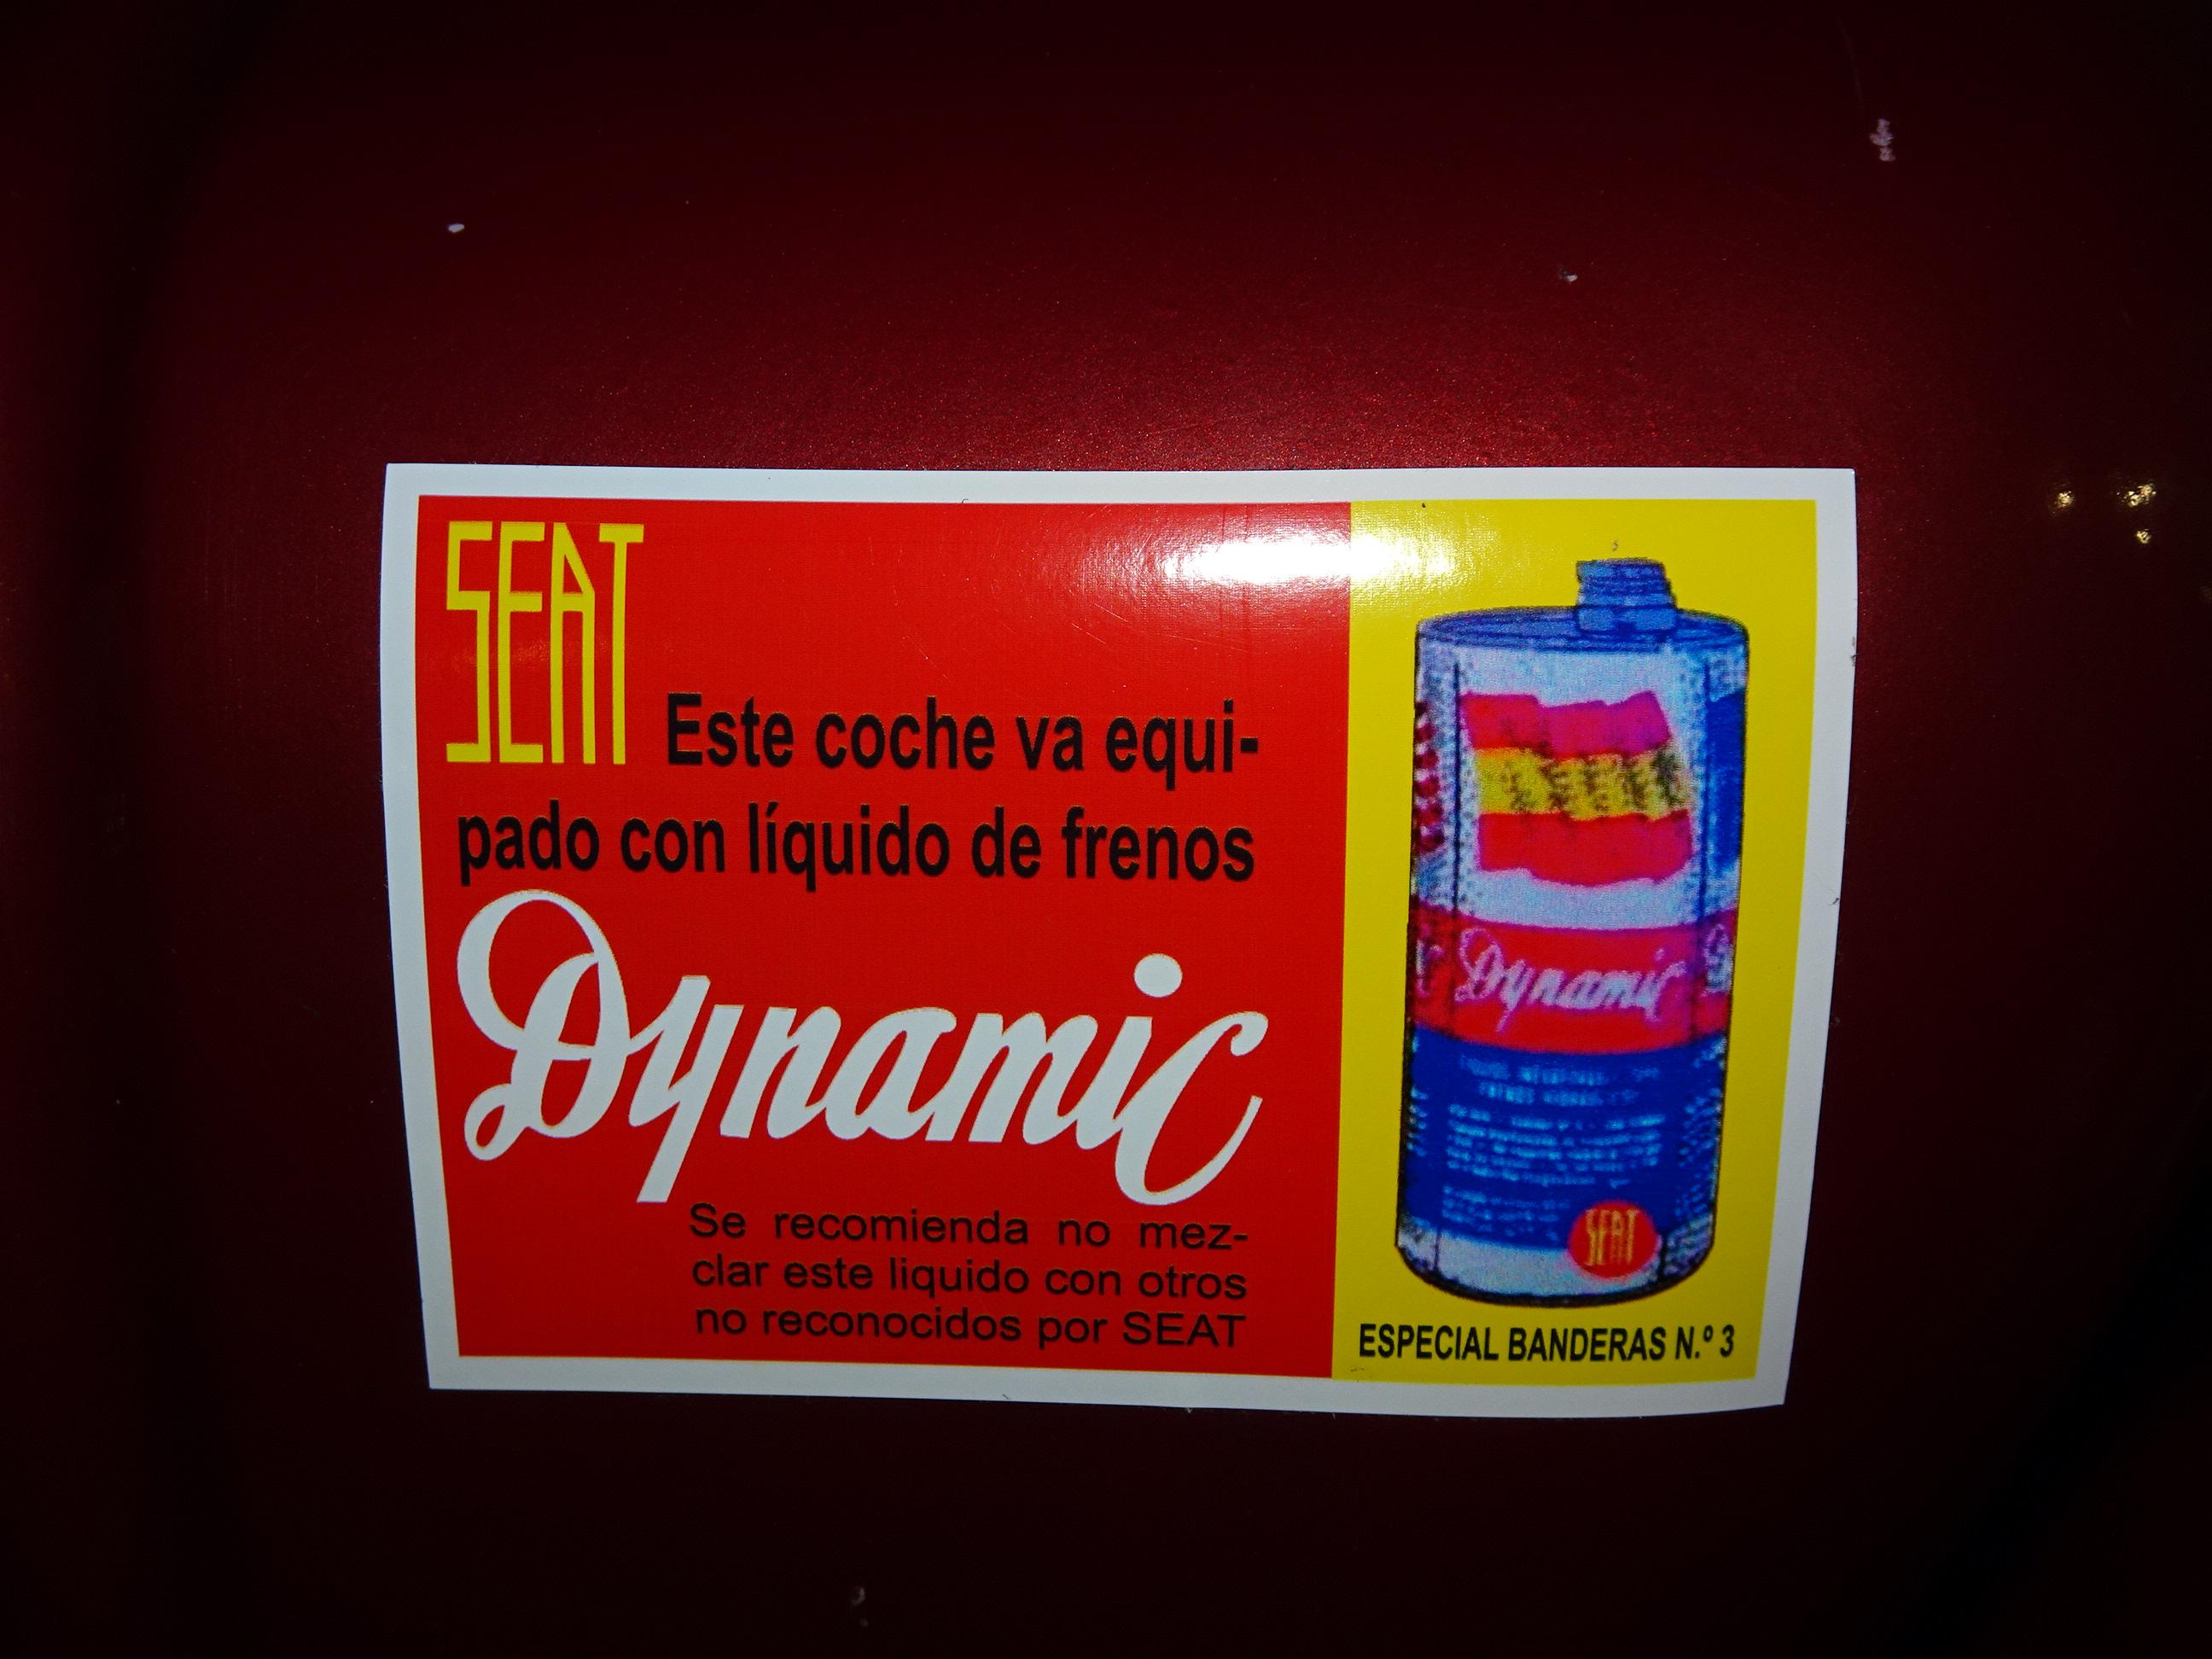 SEAT
Este coche va equi-
pado con líquido de frenos
Dynamic
Se recomienda no mez-
clar este liquido con otros
no reconocidos por SEAT
Dynamic
SEAT
ESPECIAL BANDERAS N.º 3